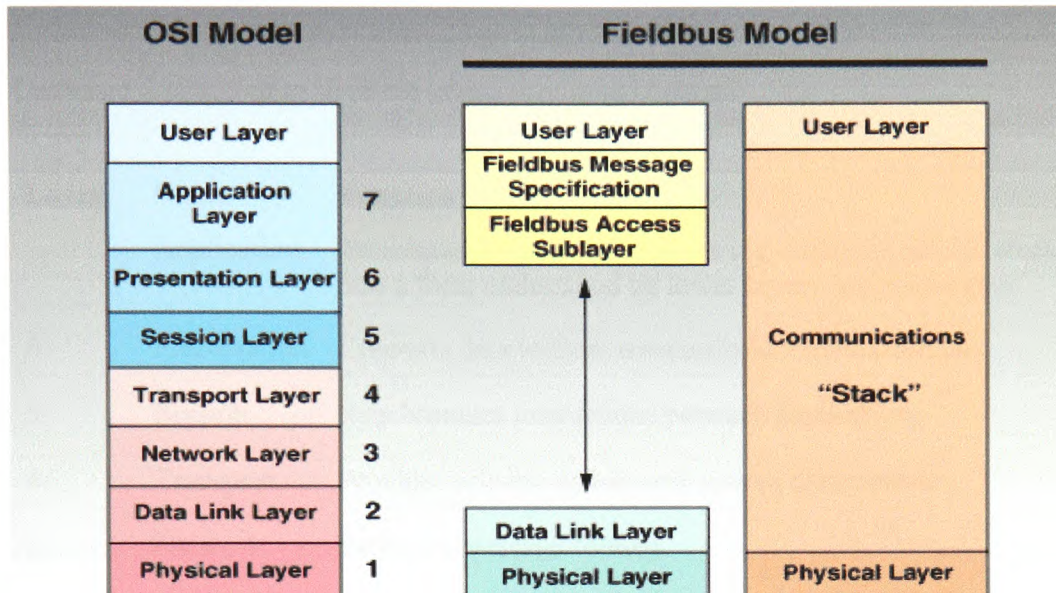 OSI Model
Fieldbus Model
User Layer
Application
Layer
7
Presentation Layer
6
Session Layer
5
Transport Layer
4
Network Layer
3
Data Link Layer
2
Physical Layer
1
User Layer
Fieldbus Message
Specification
Fieldbus Access
Sublayer
Data Link Layer
Physical Layer
User Layer
Communications
“Stack”
Physical Layer